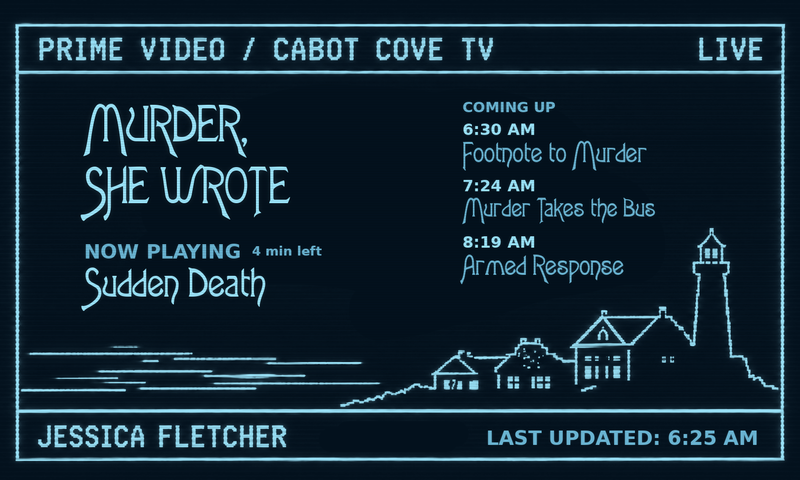 PRIME VIDEO / CABOT COVE TV
LIVE
MURDER,
SHE WROTE
NOW PLAYING 4 min left
Sudden Death
COMING UP
6:30 AM
Footnote to Murder
7:24 AM
Murder Takes the Bus
8:19 AM
Armed Response
JESSICA FLETCHER
LAST UPDATED: 6:25 AM